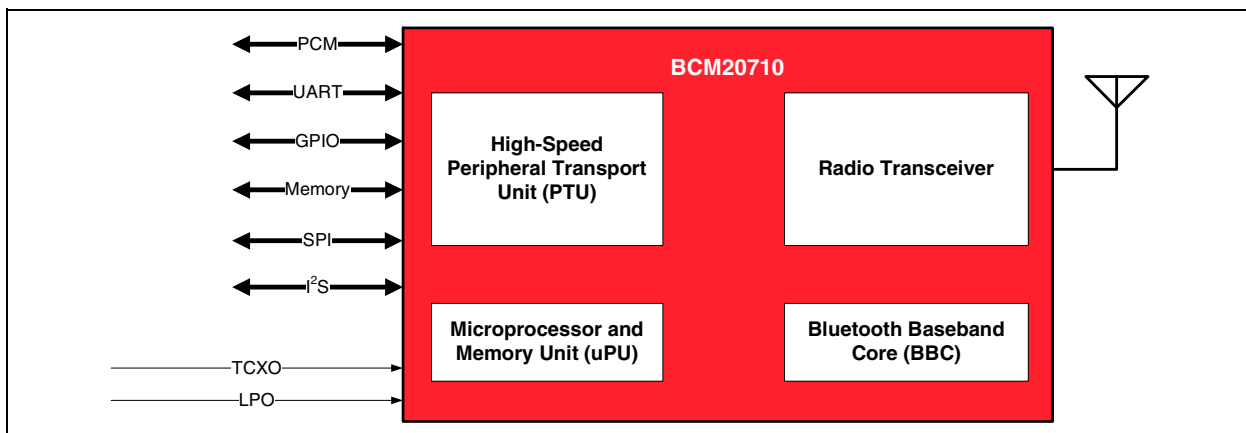 PCM
UART
GPIO
Memory
SPI
I²S
TCXO
LPO
BCM20710
High-Speed
Peripheral Transport
Unit (PTU)
Radio Transceiver
Microprocessor and
Memory Unit (uPU)
Bluetooth Baseband
Core (BBC)